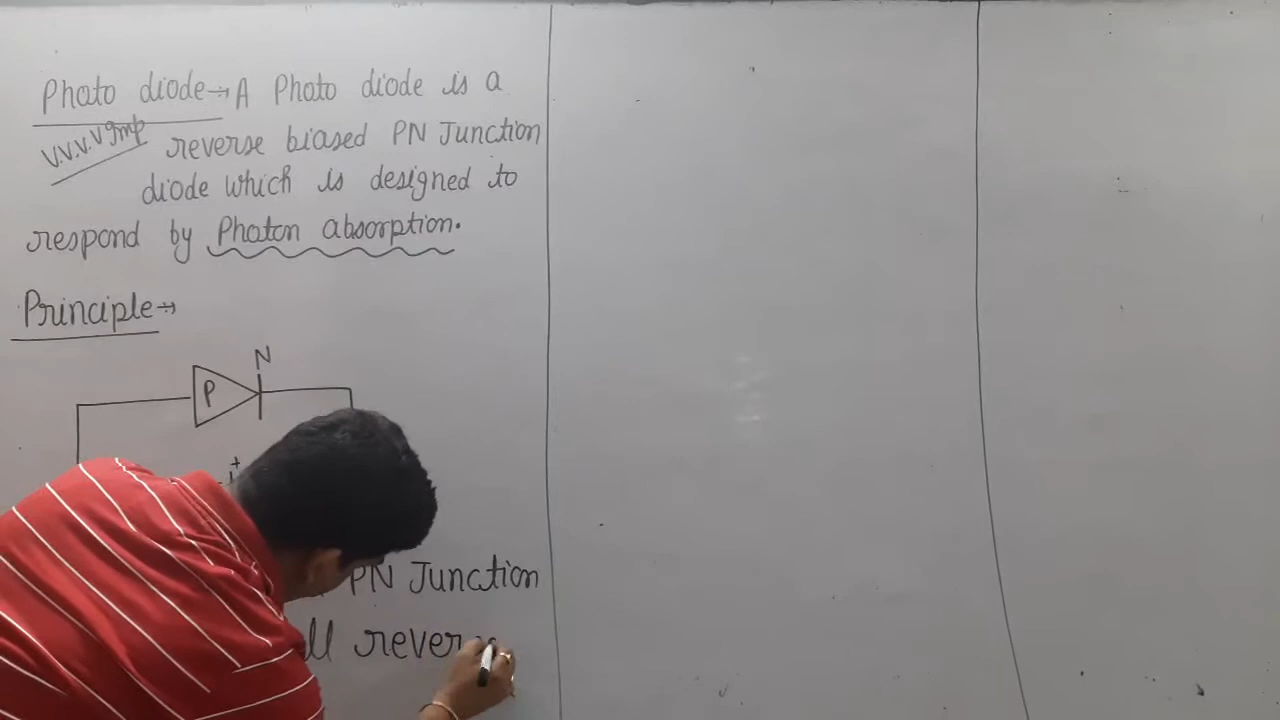 Photo diode→ A Photo diode is a
V.V.V.V Imp
reverse biased PN Junction
diode which is designed to
respond by Photon absorption.
Principle→
N
P
+
PN Junction
rever